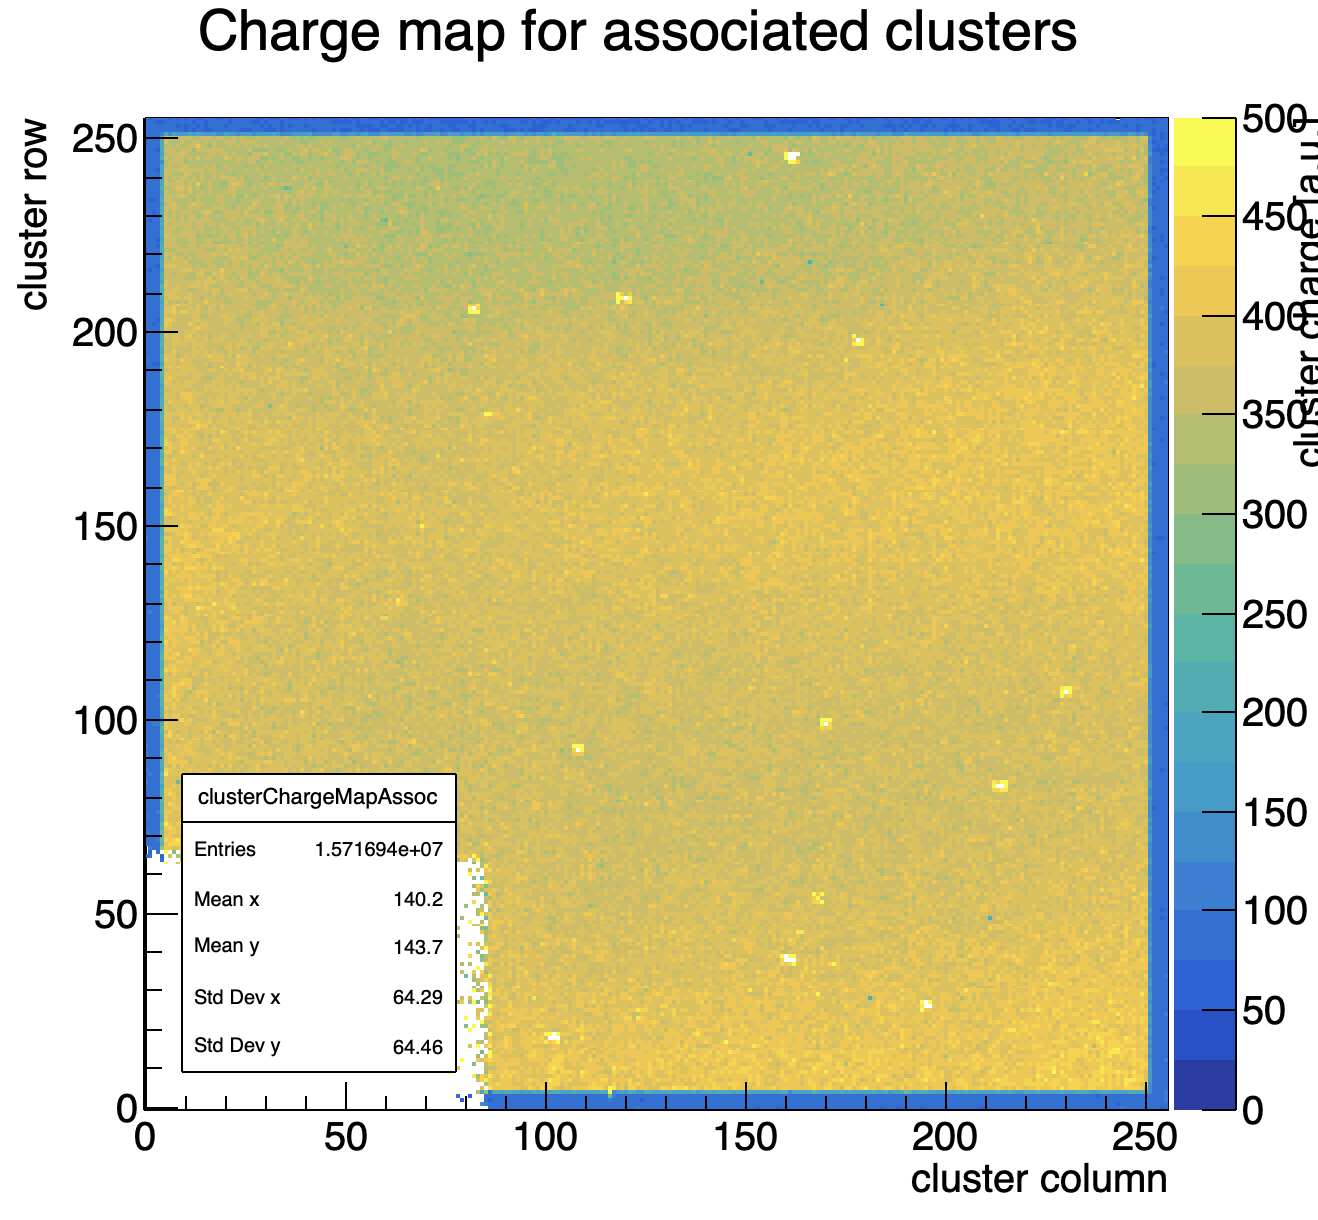 Charge map for associated clusters
cluster row
250
200
150
100
50
0
clusterChargeMapAssoc
Entries 1.571694e+07
Mean x 140.2
Mean y 143.7
Std Dev x 64.29
Std Dev y 64.46
0 50 100 150 200 250
cluster column
500
450
400
350
300
250
200
150
100
50
0
cluster charge [a.u.]